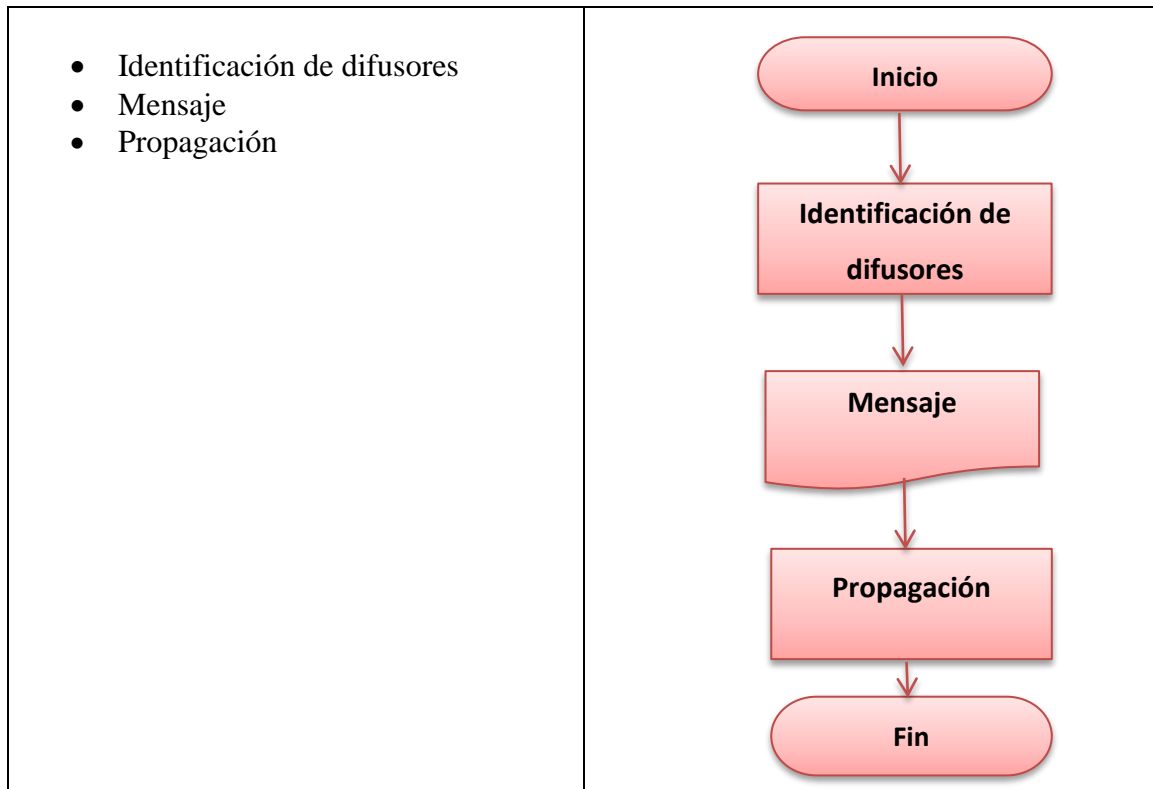 • Identificación de difusores
• Mensaje
• Propagación
Inicio
Identificación de
difusores
Mensaje
Propagación
Fin